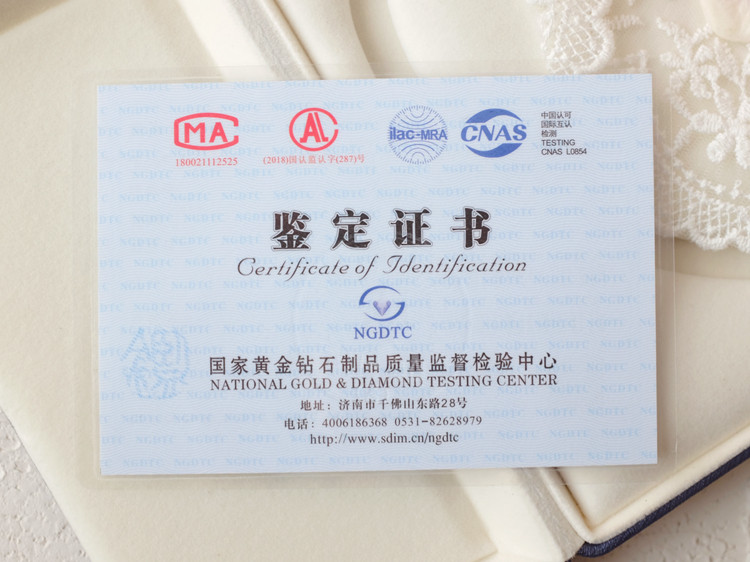 MA
180021112525
AL
(2018)国认监认字(287)号
ilac-MRA
CNAS
中国认可
国际互认
检测
TESTING
CNAS L0854
鉴定证书
Certificate of Identification
NGDTC
国家黄金钻石制品质量监督检验中心
NATIONAL GOLD & DIAMOND TESTING CENTER
地址: 济南市千佛山东路28号
电话: 4006186368 0531-82628979
http://www.sdim.cn/ngdtc